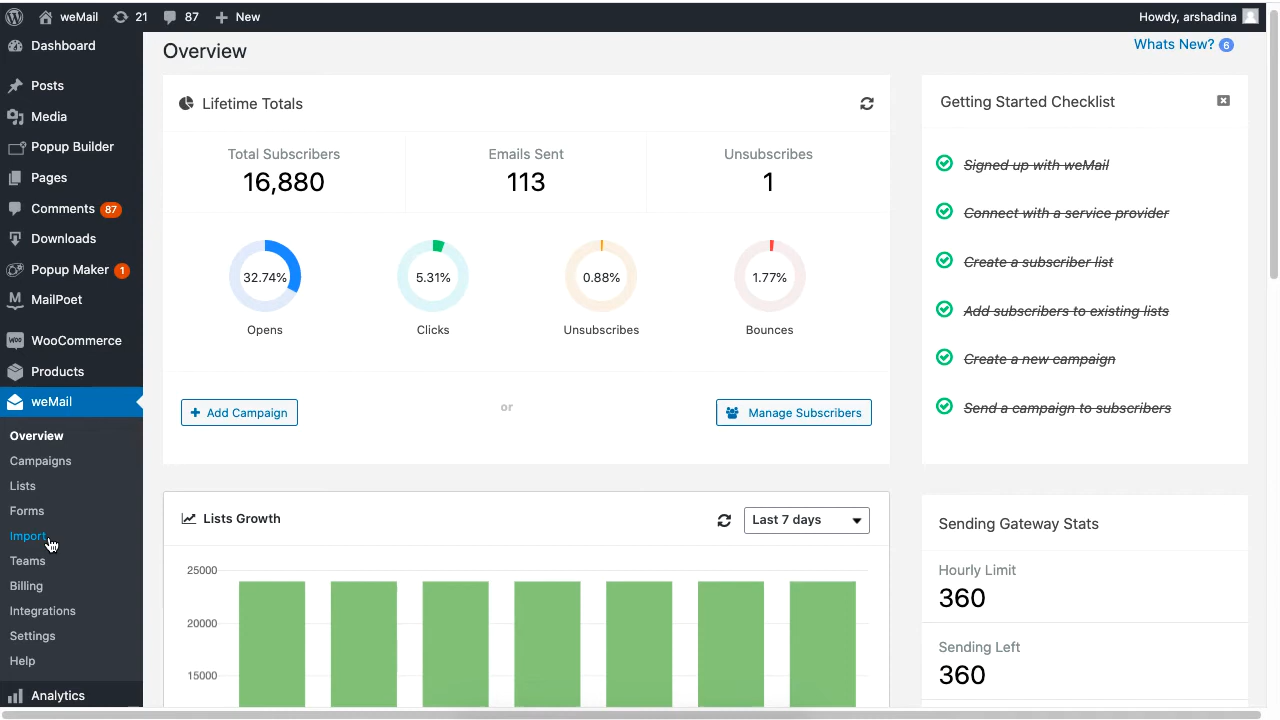 weMail 21 87 New Howdy, arshadina
Dashboard
Posts
Media
Popup Builder
Pages
Comments 87
Downloads
Popup Maker 1
MailPoet
WooCommerce
Products
weMail
Overview
Campaigns
Lists
Forms
Import
Teams
Billing
Integrations
Settings
Help
Analytics
Overview
Whats New? 6
Lifetime Totals
Total Subscribers
16,880
Emails Sent
113
Unsubscribes
1
32.74%
Opens
5.31%
Clicks
0.88%
Unsubscribes
1.77%
Bounces
+ Add Campaign
or
Manage Subscribers
Getting Started Checklist
Signed up with weMail
Connect with a service provider
Create a subscriber list
Add subscribers to existing lists
Create a new campaign
Send a campaign to subscribers
Lists Growth
Last 7 days
25000
20000
15000
Sending Gateway Stats
Hourly Limit
360
Sending Left
360